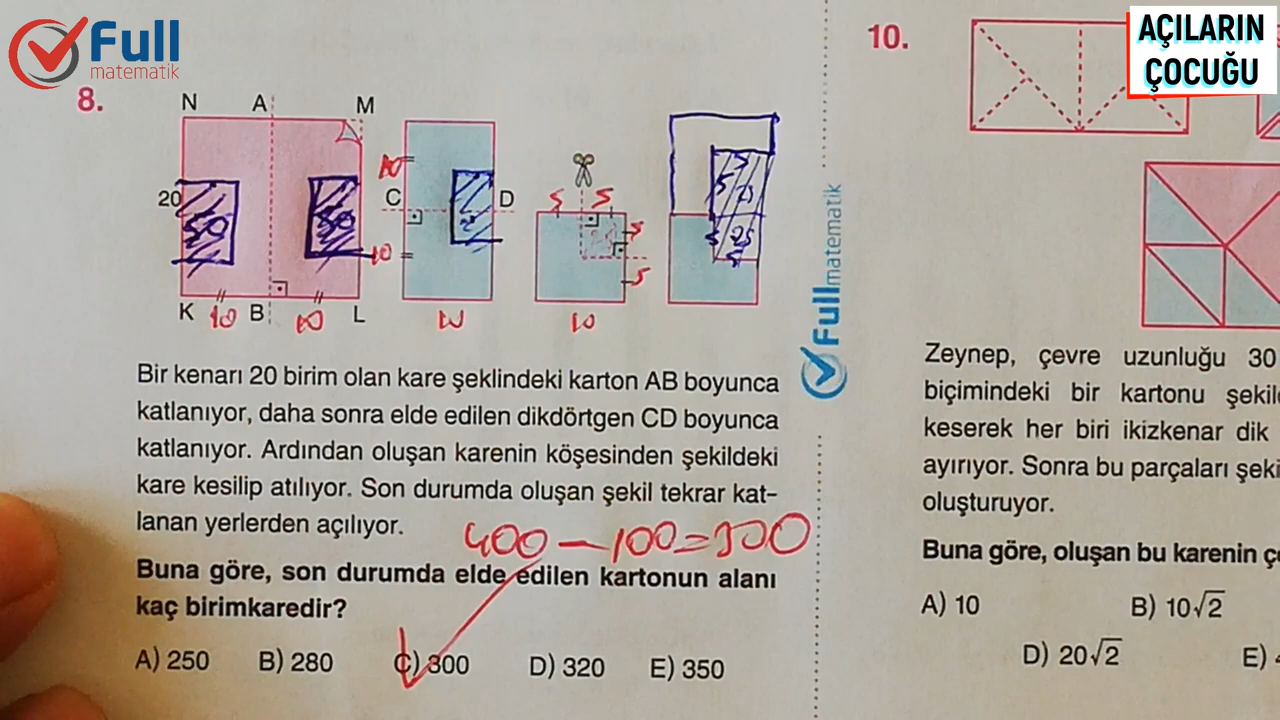 Full
matematik
AÇILARIN
ÇOCUĞU
8.
N A M
20
K 10 B 10 L
50 50
10
C D
10
10
5 5
5
5
10
5
25
5 25
5
Full matematik
Bir kenarı 20 birim olan kare şeklindeki karton AB boyunca
katlanıyor, daha sonra elde edilen dikdörtgen CD boyunca
katlanıyor. Ardından oluşan karenin köşesinden şekildeki
kare kesilip atılıyor. Son durumda oluşan şekil tekrar kat-
lanan yerlerden açılıyor.
400 - 100 = 300
Buna göre, son durumda elde edilen kartonun alanı
kaç birimkaredir?
A) 250 B) 280 C) 300 D) 320 E) 350
10.
Zeynep, çevre uzunluğu 30
biçimindeki bir kartonu
keserek her biri ikizkenar dik
ayırıyor. Sonra bu parçaları
oluşturuyor.
Buna göre, oluşan bu karenin
A) 10 B) 10√2
D) 20√2 E)